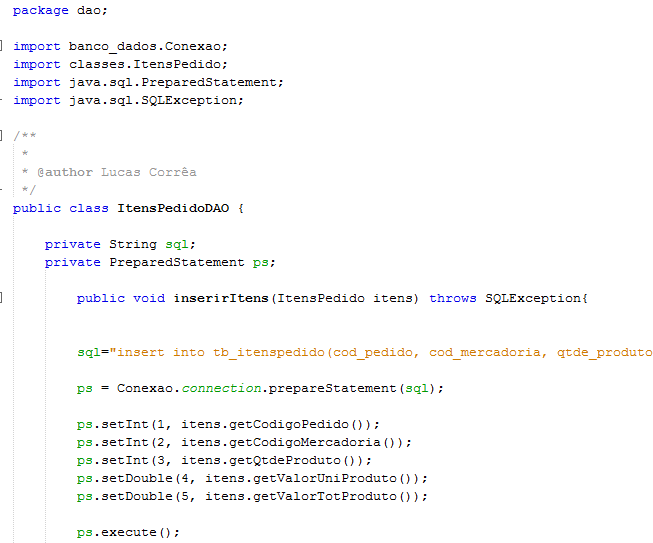 package dao;
import banco_dados.Conexao;
import classes.ItensPedido;
import java.sql.PreparedStatement;
import java.sql.SQLException;
/**
*
* @author Lucas Corrêa
*/
public class ItensPedidoDAO {
private String sql;
private PreparedStatement ps;
public void inserirItens(ItensPedido itens) throws SQLException{
sql="insert into tb_itenspedido(cod_pedido, cod_mercadoria, qtde_produto
ps = Conexao.connection.prepareStatement(sql);
ps.setInt(1, itens.getCodigoPedido());
ps.setInt(2, itens.getCodigoMercadoria());
ps.setInt(3, itens.getQtdeProduto());
ps.setDouble(4, itens.getValorUniProduto());
ps.setDouble(5, itens.getValorTotProduto());
ps.execute();